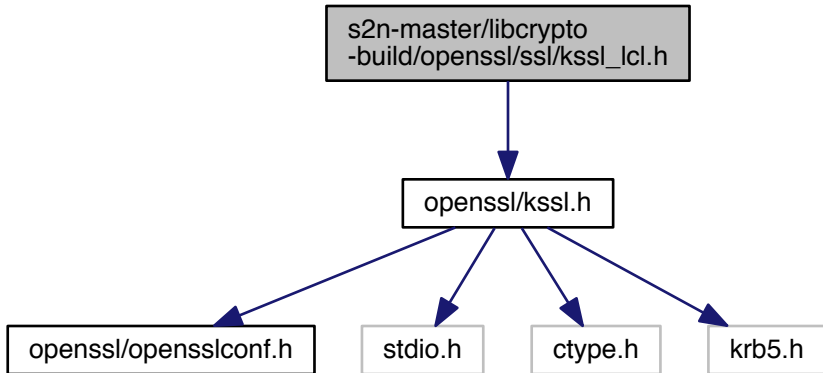 s2n-master/libcrypto
-build/openssl/ssl/kssl_lcl.h
openssl/kssl.h
openssl/opensslconf.h
stdio.h
ctype.h
krb5.h